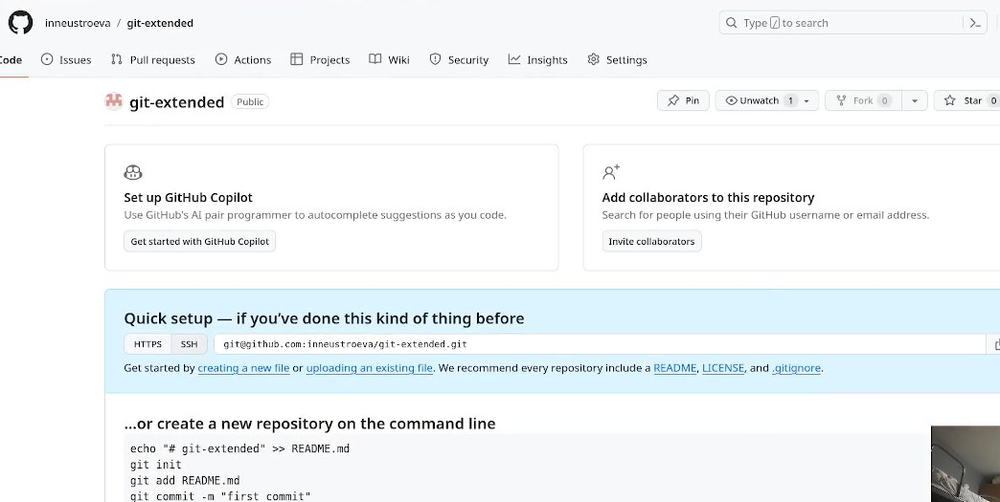 inneustroeva / git-extended
Type / to search
Code Issues Pull requests Actions Projects Wiki Security Insights Settings
git-extended Public
Pin Unwatch 1 Fork 0 Star 0
Set up GitHub Copilot
Use GitHub's AI pair programmer to autocomplete suggestions as you code.
Get started with GitHub Copilot
Add collaborators to this repository
Search for people using their GitHub username or email address.
Invite collaborators
Quick setup — if you've done this kind of thing before
HTTPS SSH git@github.com:inneustroeva/git-extended.git
Get started by creating a new file or uploading an existing file. We recommend every repository include a README, LICENSE, and .gitignore.
...or create a new repository on the command line
echo "# git-extended" >> README.md
git init
git add README.md
git commit -m "first commit"